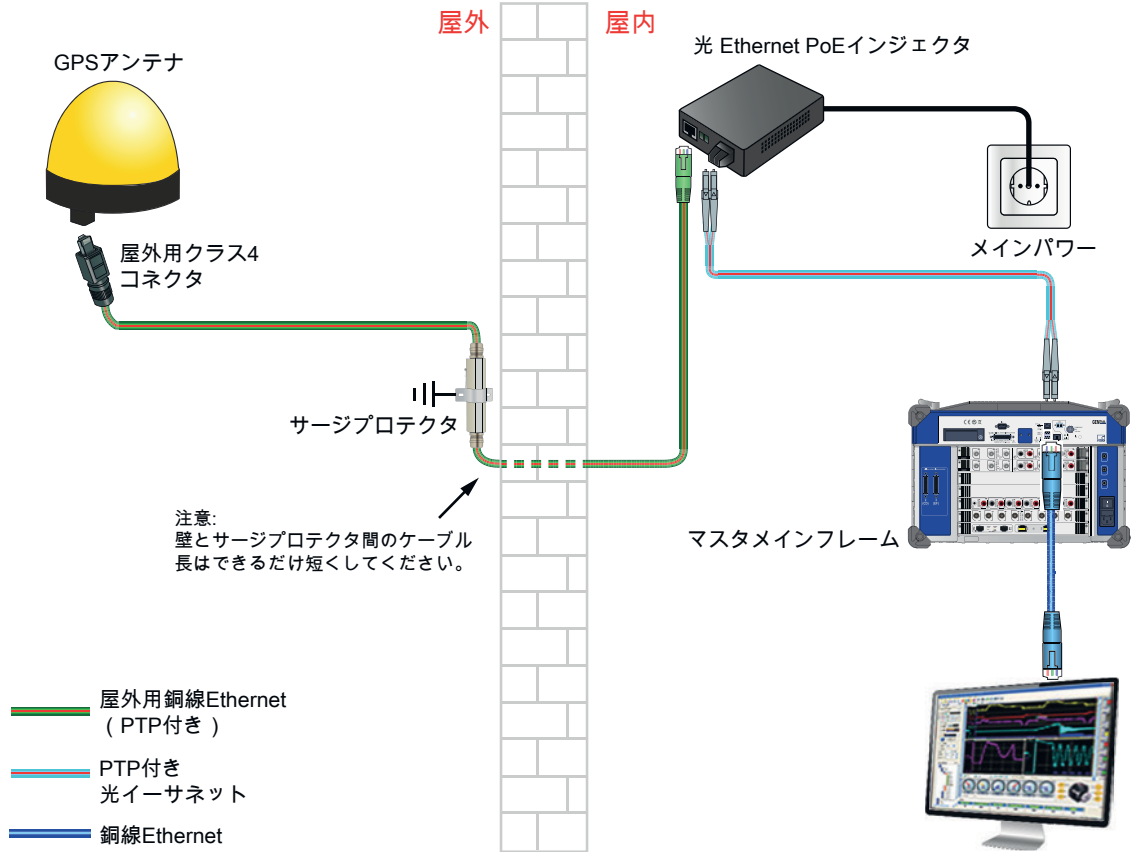 屋外
屋内
光 Ethernet PoEインジェクタ
GPSアンテナ
屋外用クラス4
コネクタ
メインパワー
サージプロテクタ
マスタメインフレーム
注意:
壁とサージプロテクタ間のケーブル
長はできるだけ短くしてください。
屋外用銅線Ethernet
( PTP付き )
PTP付き
光イーサネット
銅線Ethernet